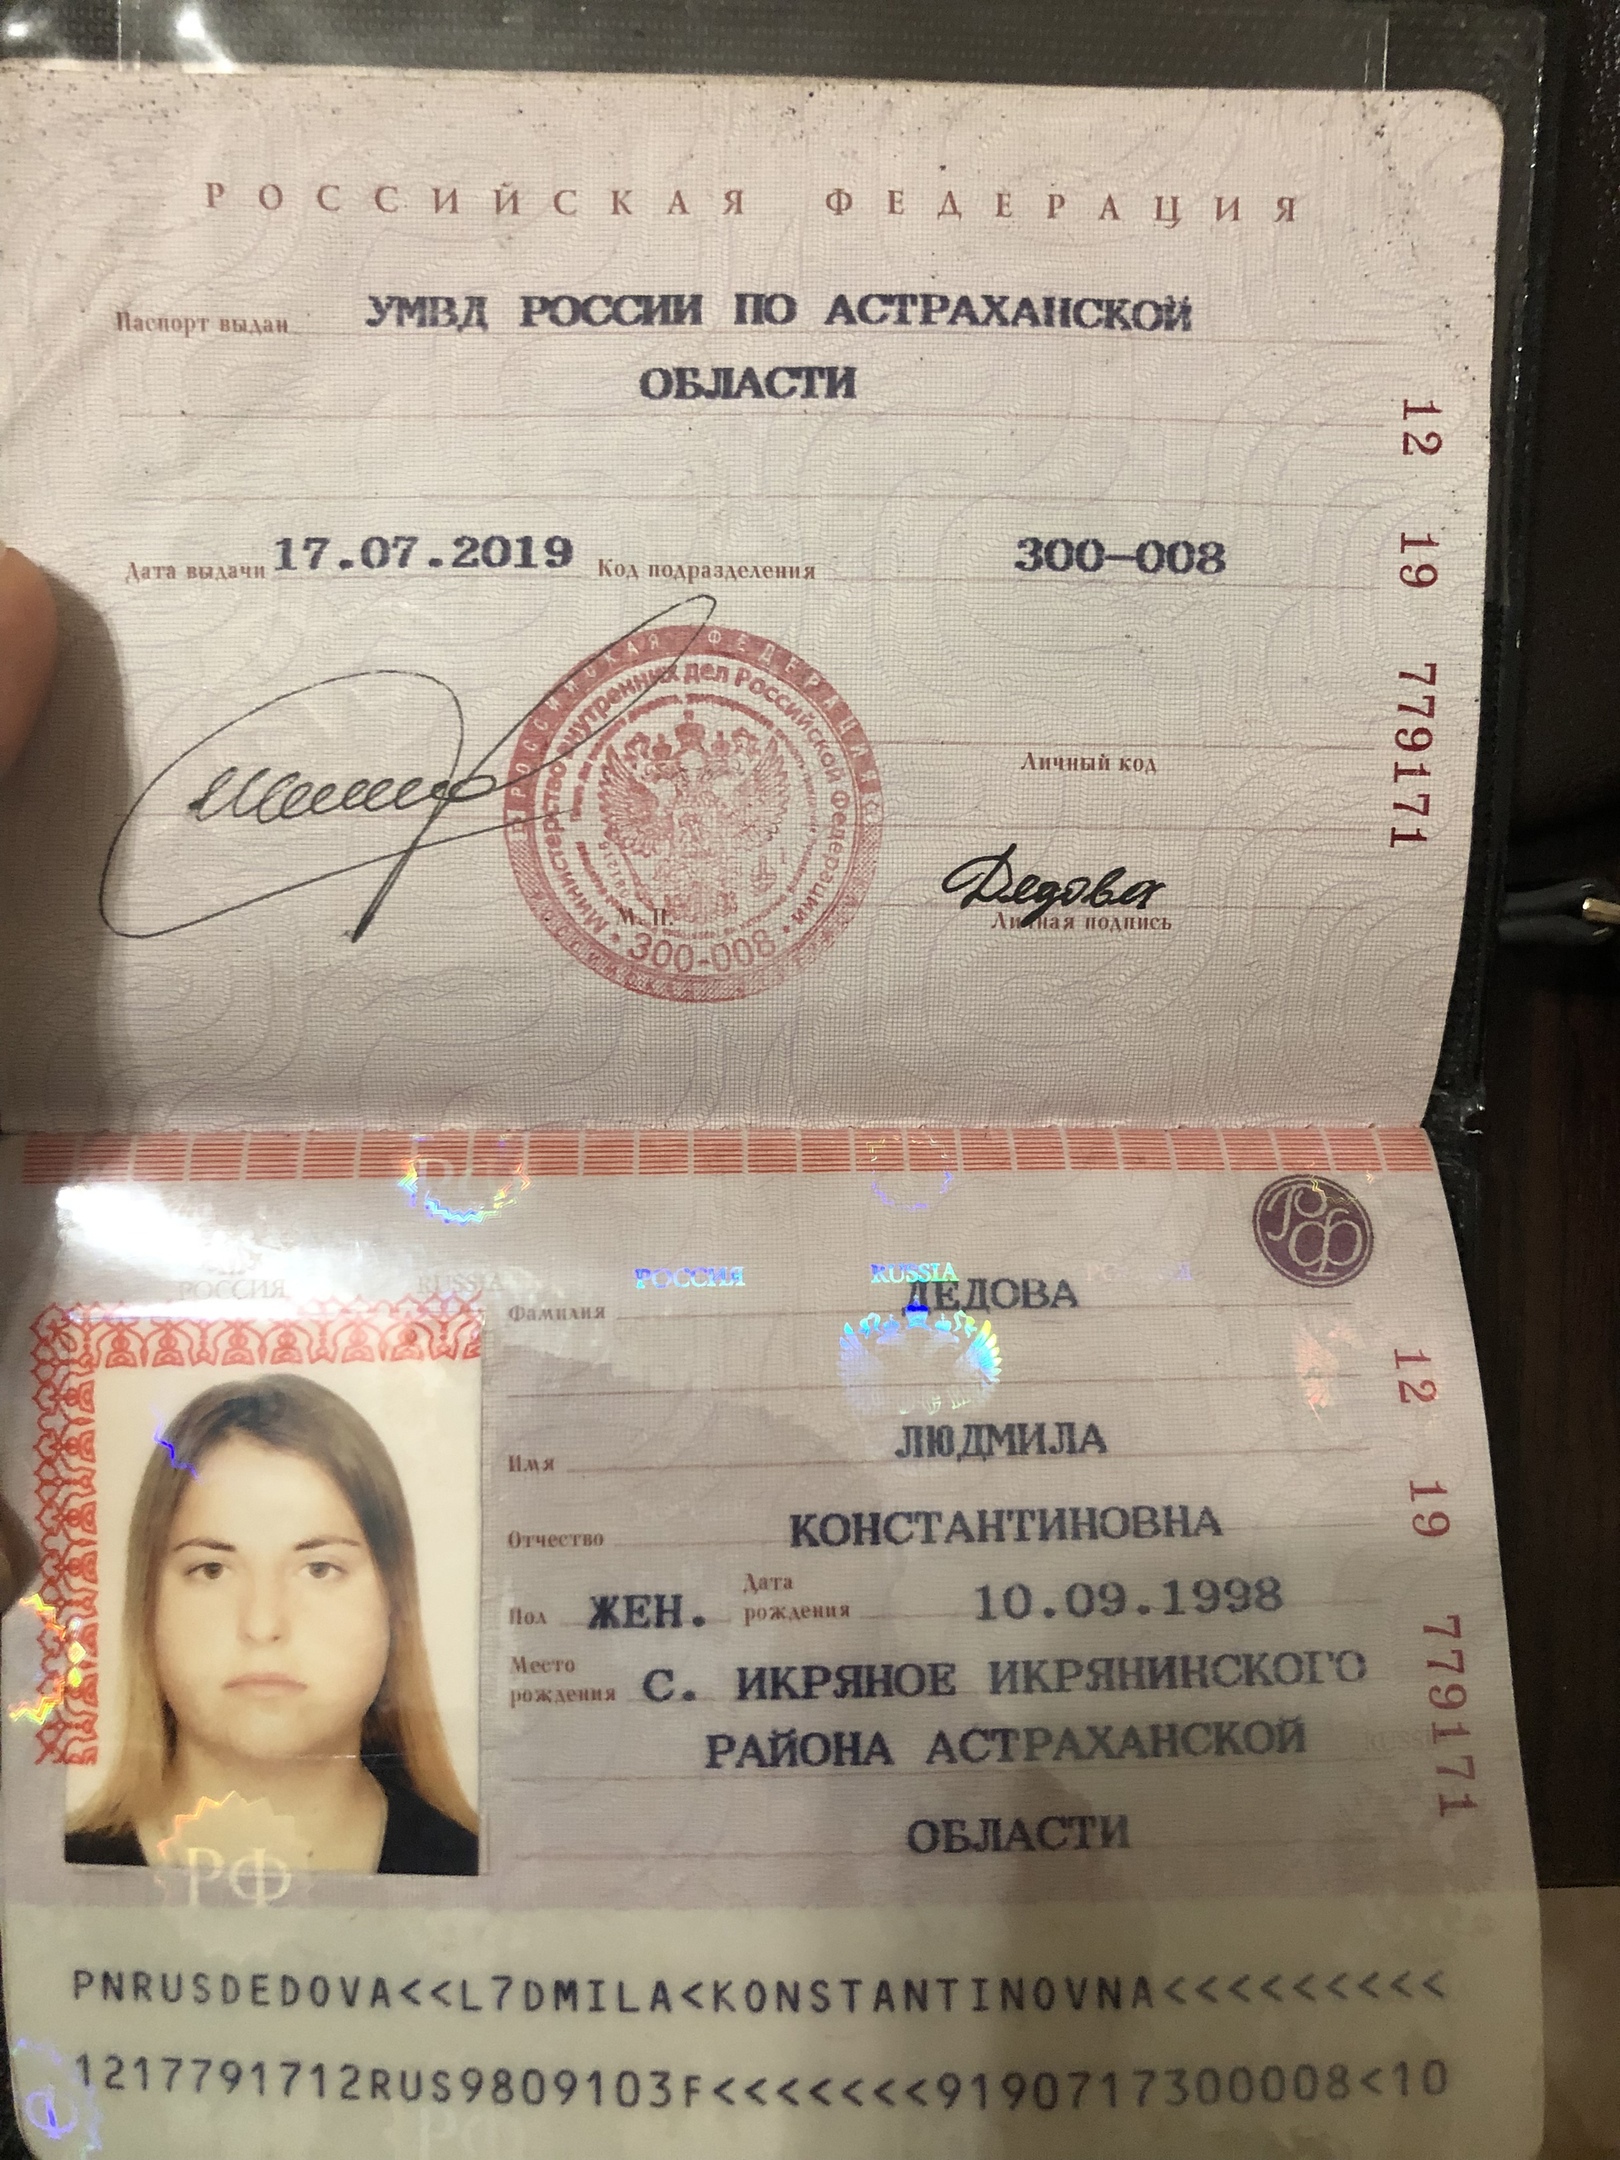 РОССИЙСКАЯ ФЕДЕРАЦИЯ
Паспорт выдан УМВД РОССИИ ПО АСТРАХАНСКОЙ
ОБЛАСТИ
Дата выдачи 17.07.2019 Код подразделения 300-008
12 19 779171
РОССИЙСКАЯ ФЕДЕРАЦИЯ
Министерство внутренних дел Российской Федерации
300-008
М. П.
Личный код
Дедова
Личная подпись
РФ
РОССИЯ RUSSIA РОССИЯ RUSSIA
Фамилия ДЕДОВА
Имя ЛЮДМИЛА
Отчество КОНСТАНТИНОВНА
Пол ЖЕН. Дата рождения 10.09.1998
Место рождения С. ИКРЯНОЕ ИКРЯНИНСКОГО
РАЙОНА АСТРАХАНСКОЙ
ОБЛАСТИ
12 19 779171
РФ
PNRUSDEDOVA<<L7DMILA<KONSTANTINOVNA<<<<<<<<<
1217791712RUS9809103F<<<<<<<9190717300008<10